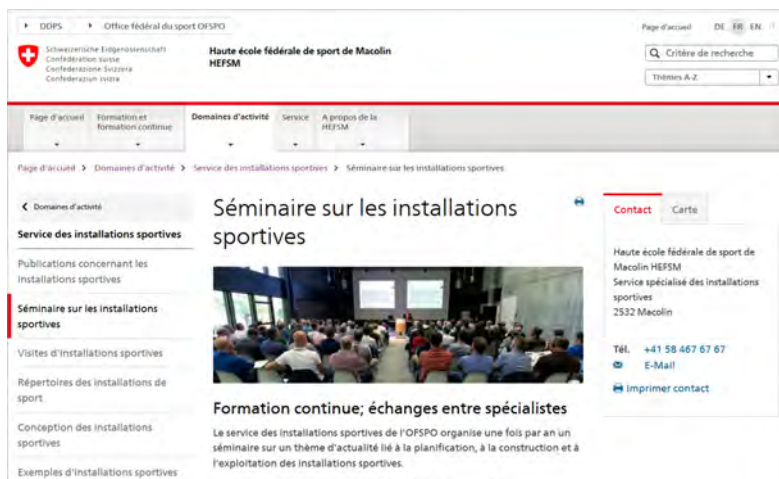 DDPS
Office fédéral du sport OFSPO
Page d'accueil DE FR EN
Schweizerische Eidgenossenschaft
Confédération suisse
Confederazione Svizzera
Confederaziun svizra
Haute école fédérale de sport de Macolin
HEFSM
Critère de recherche
Thèmes A-Z
Page d'accueil
Formation et
formation continue
Domaines d'activité
Service
A propos de la
HEFSM
Page d'accueil > Domaines d'activité > Service des installations sportives > Séminaire sur les installations sportives
Domaines d'activité
Service des installations sportives
Publications concernant les
installations sportives
Séminaire sur les installations
sportives
Visites d'installations sportives
Répertoires des installations de
sport
Conception des installations
sportives
Exemples d'installations sportives
Séminaire sur les installations
sportives
Formation continue; échanges entre spécialistes
Le service des installations sportives de l'OFSPO organise une fois par an un
séminaire sur un thème d'actualité lié à la planification, à la construction et à
l'exploitation des installations sportives.
Contact
Carte
Haute école fédérale de sport de
Macolin HEFSM
Service spécialisé des installations
sportives
2532 Macolin
Tél. +41 58 467 67 67
E-Mail
Imprimer contact